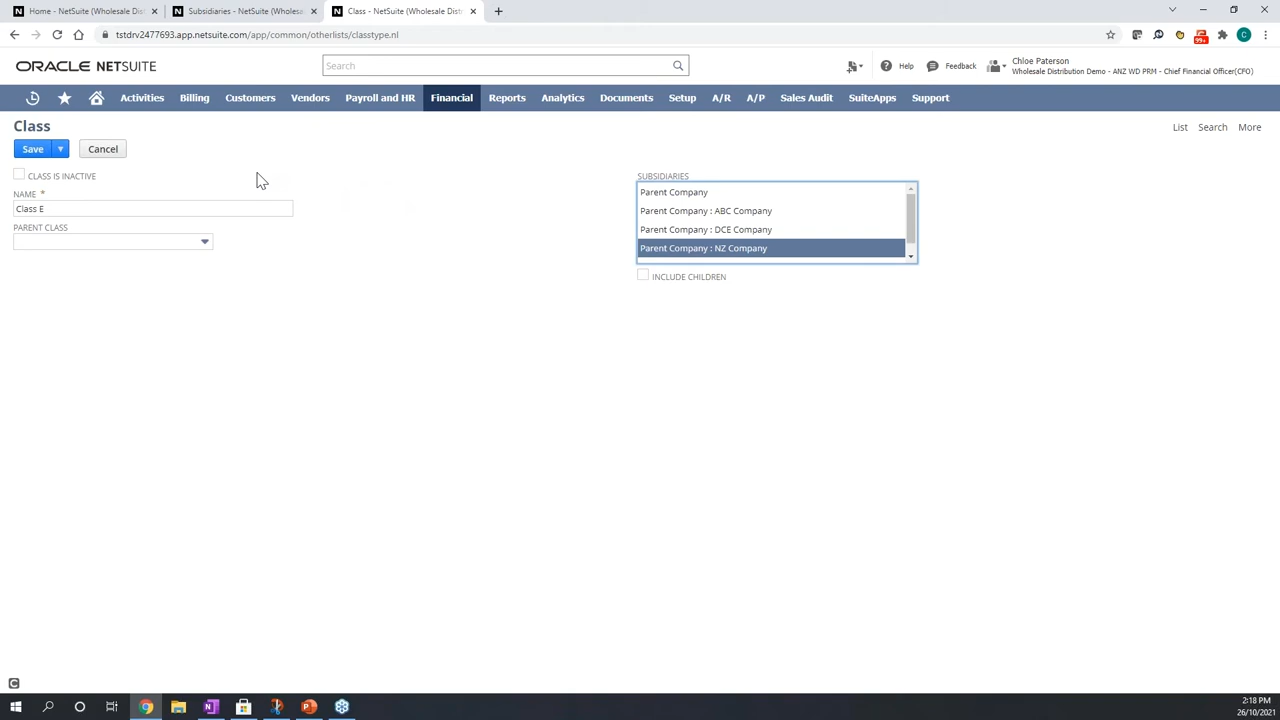 Home - NetSuite (Wholesale Dist
Subsidiaries - NetSuite (Wholesal
Class - NetSuite (Wholesale Distr
tstdrv2477693.app.netsuite.com/app/common/otherlists/classtype.nl
99+
C
ORACLE NETSUITE
Search
Help
Feedback
Chloe Paterson
Wholesale Distribution Demo - ANZ WD PRM - Chief Financial Officer(CFO)
Activities
Billing
Customers
Vendors
Payroll and HR
Financial
Reports
Analytics
Documents
Setup
A/R
A/P
Sales Audit
SuiteApps
Support
Class
List
Search
More
Save
Cancel
CLASS IS INACTIVE
NAME *
Class E
PARENT CLASS
SUBSIDIARIES
Parent Company
Parent Company : ABC Company
Parent Company : DCE Company
Parent Company : NZ Company
INCLUDE CHILDREN
2:18 PM
26/10/2021